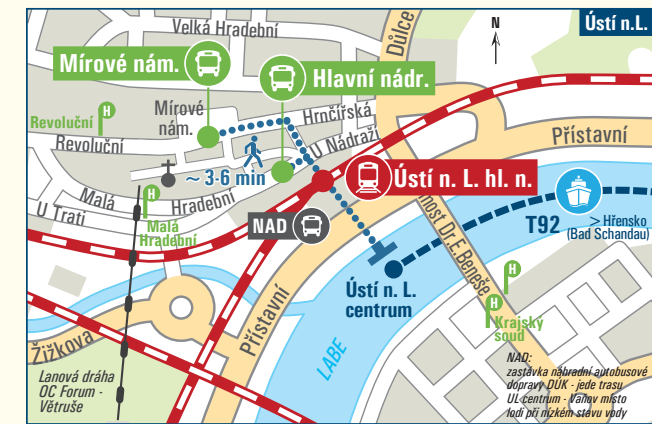 Ústí n.L.
N
Velká Hradební
Důlce
Mírové nám.
Hlavní nádr.
Revoluční
H
Mírové
nám.
Hrnčířská
U Nádraží
Přístavní
Revoluční
~ 3-6 min
Ústí n. L. hl. n.
Malá
Hradební
U Trati
H
Malá
Hradební
NAD
T92
> Hřensko
(Bad Schandau)
most Dr.E.Beneše
Ústí n. L.
centrum
H
H
Krajský
soud
Přístavní
LABE
Žižkova
Lanová dráha
OC Forum -
Větruše
NAD:
zastávka náhradní autobusové
dopravy DÚK - jede trasu
UL centrum - Vaňov místo
lodi při nízkém stavu vody